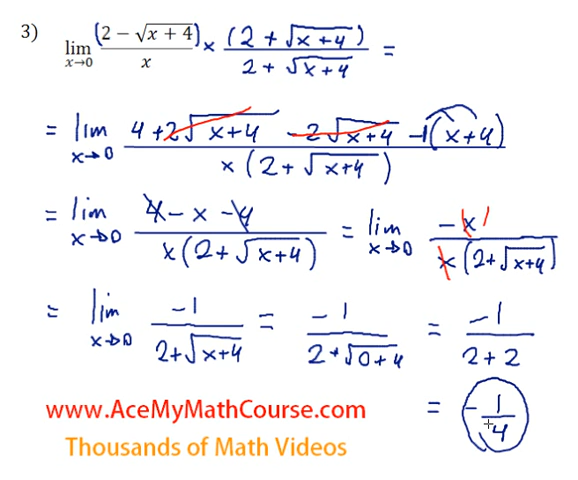 3) lim x→0 (2 − √x + 4)/x × (2 + √x+4)/(2 + √x+4) =
= lim x→0 (4 + 2√x+4 − 2√x+4 − 1(x+4))/(x(2 + √x+4))
= lim x→0 (4 − x − 4)/(x(2 + √x+4)) = lim x→0 (−x 1)/(x(2+√x+4))
= lim x→0 (−1)/(2+√x+4) = (−1)/(2+√0+4) = (−1)/(2+2)
www.AceMyMathCourse.com = −1/4
Thousands of Math Videos